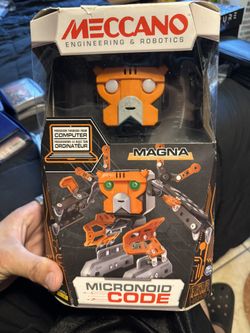 MECCANO
ENGINEERING & ROBOTICS
COMPUTER
ORDINATEUR
MAGNA
MICRONOID
CODE